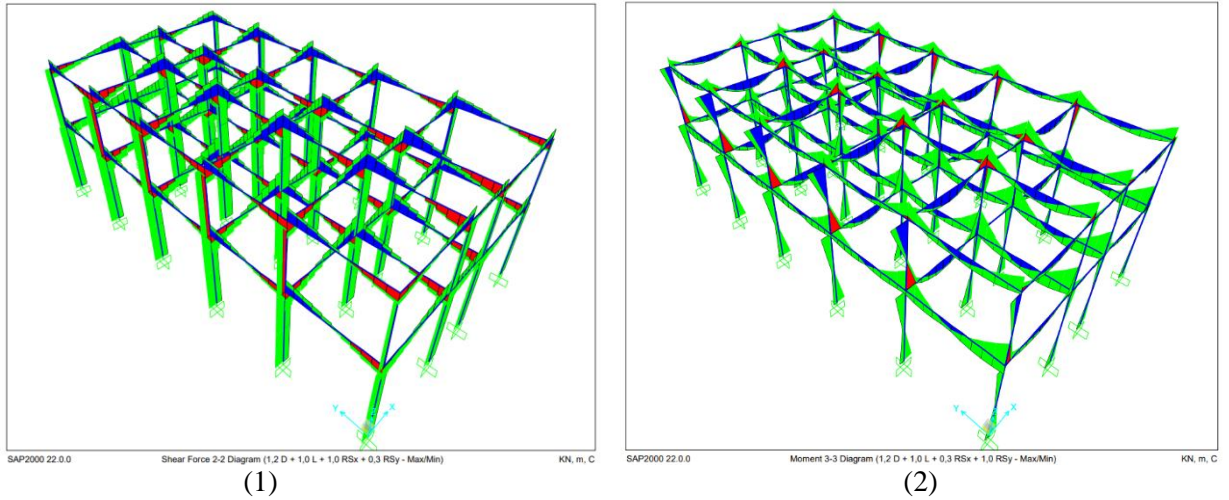 Y X
SAP2000 22.0.0 Shear Force 2-2 Diagram (1,2 D + 1,0 L + 1,0 RSx + 0,3 RSy - Max/Min) KN, m, C
(1)
Y X
SAP2000 22.0.0 Moment 3-3 Diagram (1,2 D + 1,0 L + 0,3 RSx + 1,0 RSy - Max/Min) KN, m, C
(2)